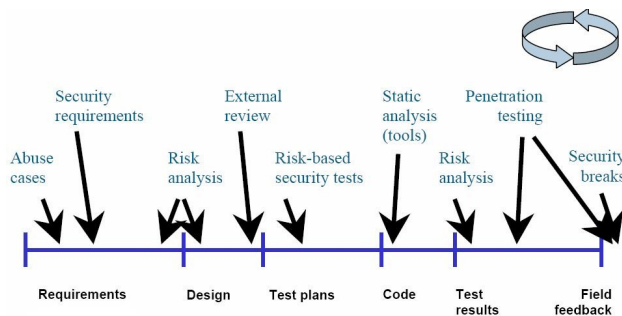 Security
requirements
External
review
Static
analysis
(tools)
Penetration
testing
Abuse
cases
Risk
analysis
Risk-based
security tests
Risk
analysis
Security
breaks
Requirements
Design
Test plans
Code
Test
results
Field
feedback